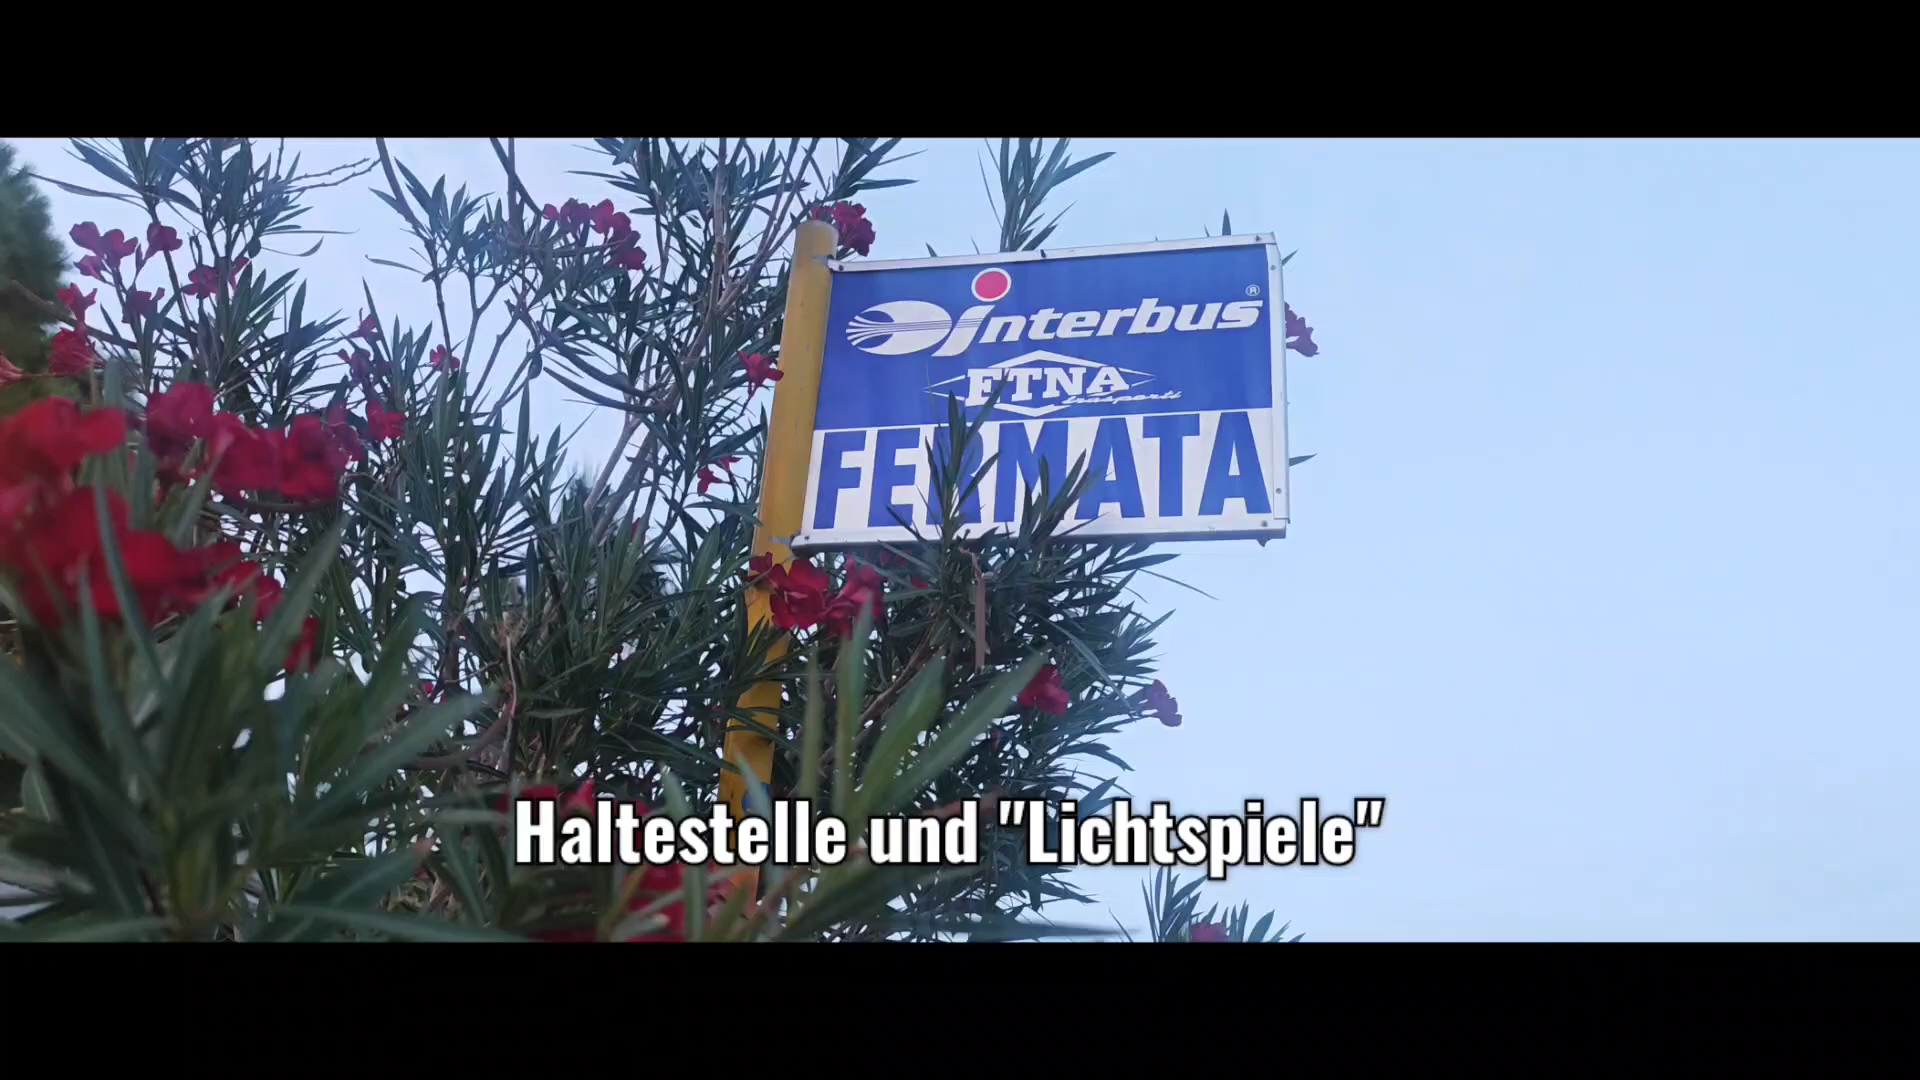 interbus®
ETNA
trasporti
FERMATA
Haltestelle und "Lichtspiele"